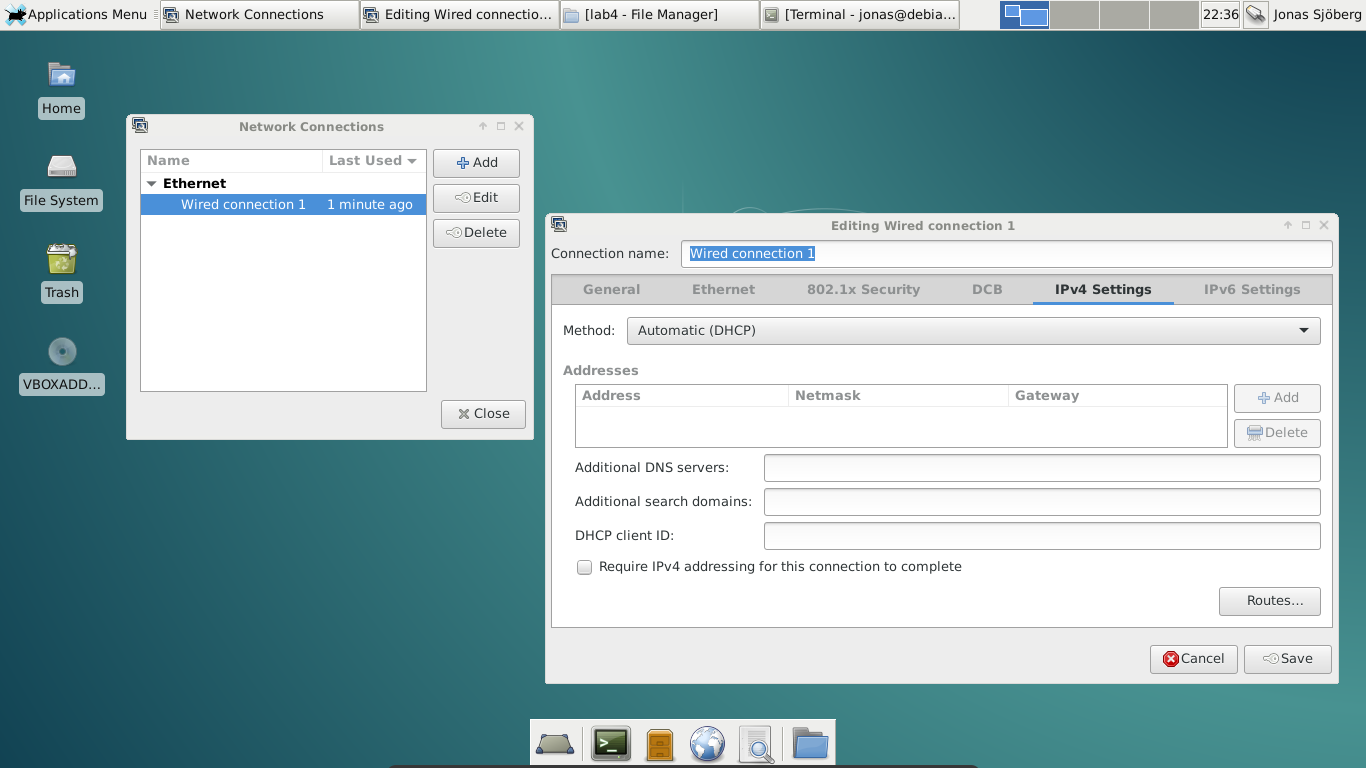 Applications Menu
Network Connections
Editing Wired connectio...
[lab4 - File Manager]
[Terminal - jonas@debia...
22:36
Jonas Sjöberg
Home
File System
Trash
VBOXADD...
Network Connections
Name
Last Used
Ethernet
Wired connection 1
1 minute ago
Add
Edit
Delete
Close
Editing Wired connection 1
Connection name:
Wired connection 1
General
Ethernet
802.1x Security
DCB
IPv4 Settings
IPv6 Settings
Method:
Automatic (DHCP)
Addresses
Address
Netmask
Gateway
Add
Delete
Additional DNS servers:
Additional search domains:
DHCP client ID:
Require IPv4 addressing for this connection to complete
Routes...
Cancel
Save